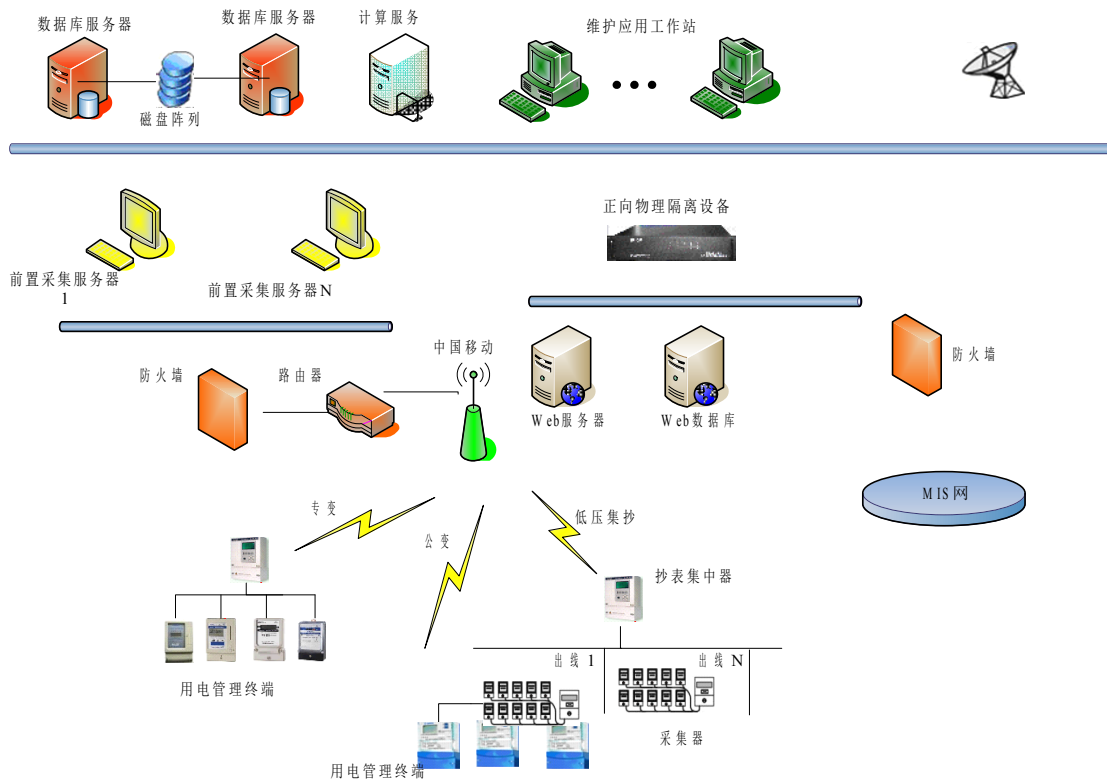 数据库服务器
数据库服务器
计算服务
维护应用工作站
磁盘阵列
正向物理隔离设备
前置采集服务器
1
前置采集服务器N
中国移动
防火墙
路由器
防火墙
Web服务器
Web数据库
MIS网
专变
公变
低压集抄
抄表集中器
出线1
出线N
用电管理终端
采集器
用电管理终端